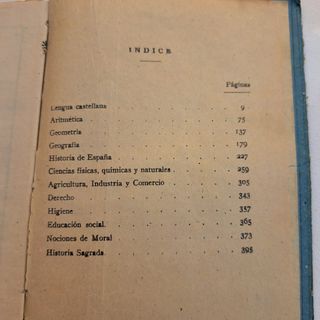 INDICE
Páginas
Lengua castellana . . . . . . . . 9
Aritmética . . . . . . . . 75
Geometría . . . . . . . . 137
Geografía . . . . . . . . 179
Historia de España . . . . . . . . 227
Ciencias físicas, químicas y naturales . . . . 259
Agricultura, Industria y Comercio . . . . 305
Derecho . . . . . . . . 343
Higiene . . . . . . . . 357
Educación social. . . . . . . . 365
Nociones de Moral . . . . . . . . 373
Historia Sagrada. . . . . . . . 395